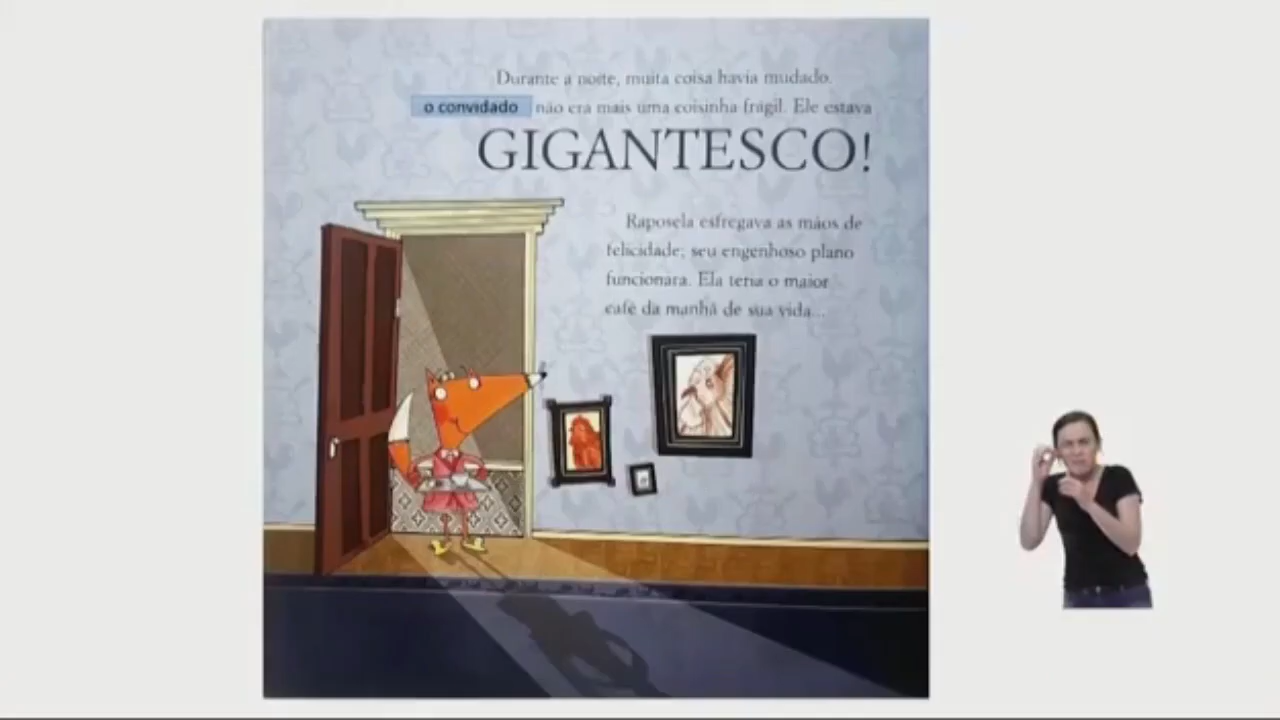 Durante a noite, muita coisa havia mudado.
o convidado não era mais uma coisinha frágil. Ele estava
GIGANTESCO!
Raposela esfregava as mãos de
felicidade; seu engenhoso plano
funcionara. Ela teria o maior
café da manhã de sua vida...